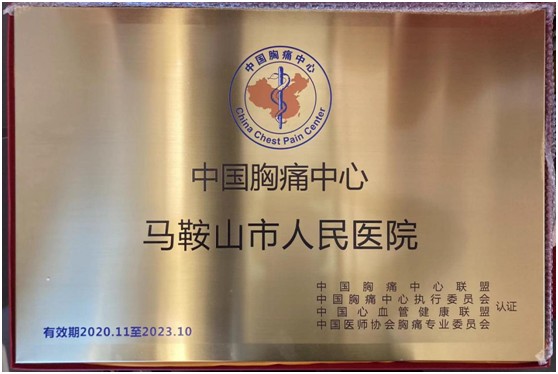 中国胸痛中心
China Chest Pain Center
中国胸痛中心
马鞍山市人民医院
中国胸痛中心联盟
中国胸痛中心执行委员会
中国心血管健康联盟
中国医师协会胸痛专业委员会
认证
有效期2020.11至2023.10